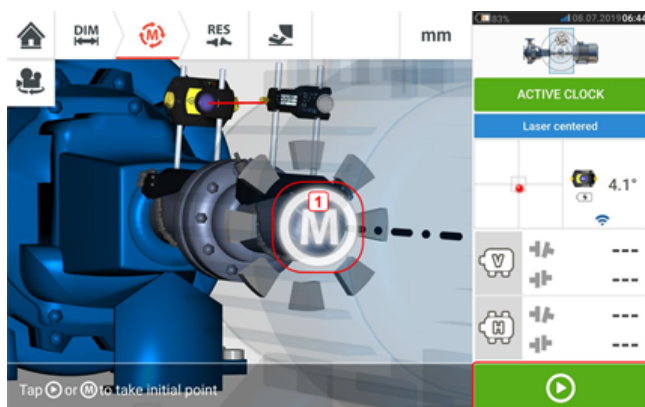 DIM
M
RES
mm
83%
08.07.2019 06:44
ACTIVE CLOCK
Laser centered
4.1°
1
M
V
---
---
H
---
---
Tap or M to take initial point